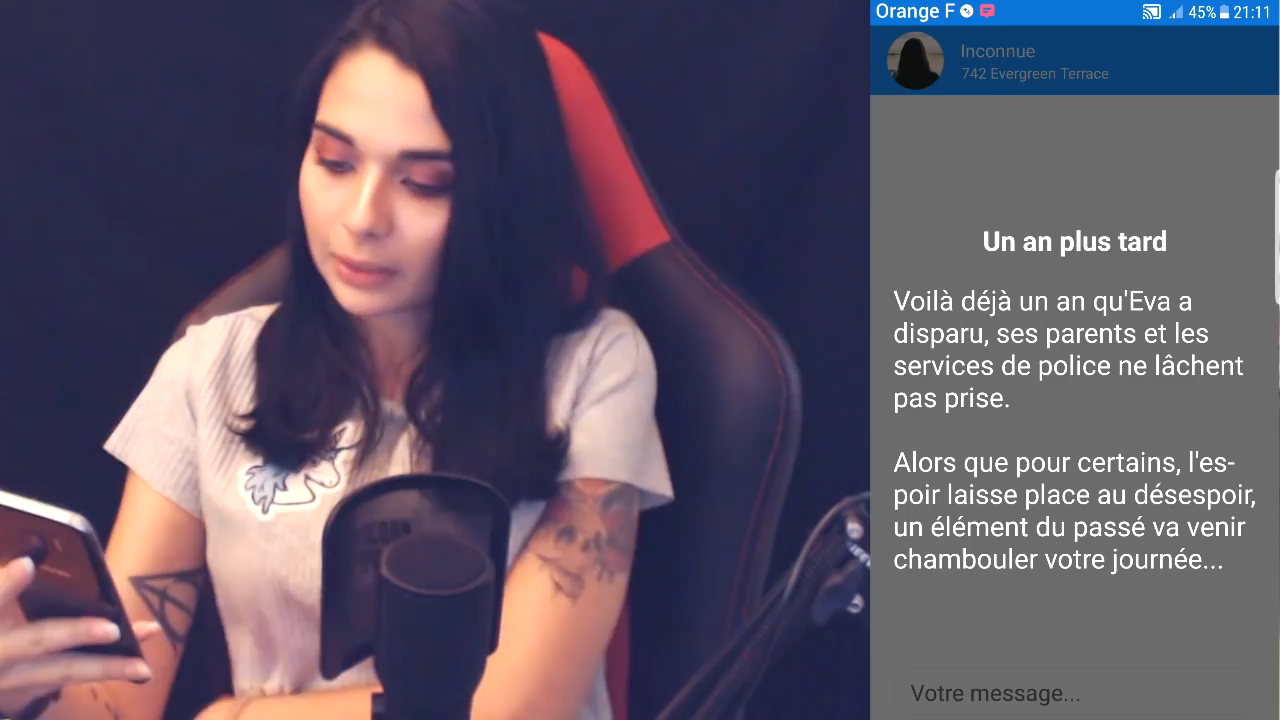 Orange F
45% 21:11
Inconnue
742 Evergreen Terrace
Un an plus tard
Voilà déjà un an qu'Eva a
disparu, ses parents et les
services de police ne lâchent
pas prise.
Alors que pour certains, l'es-
poir laisse place au désespoir,
un élément du passé va venir
chambouler votre journée...
Votre message...